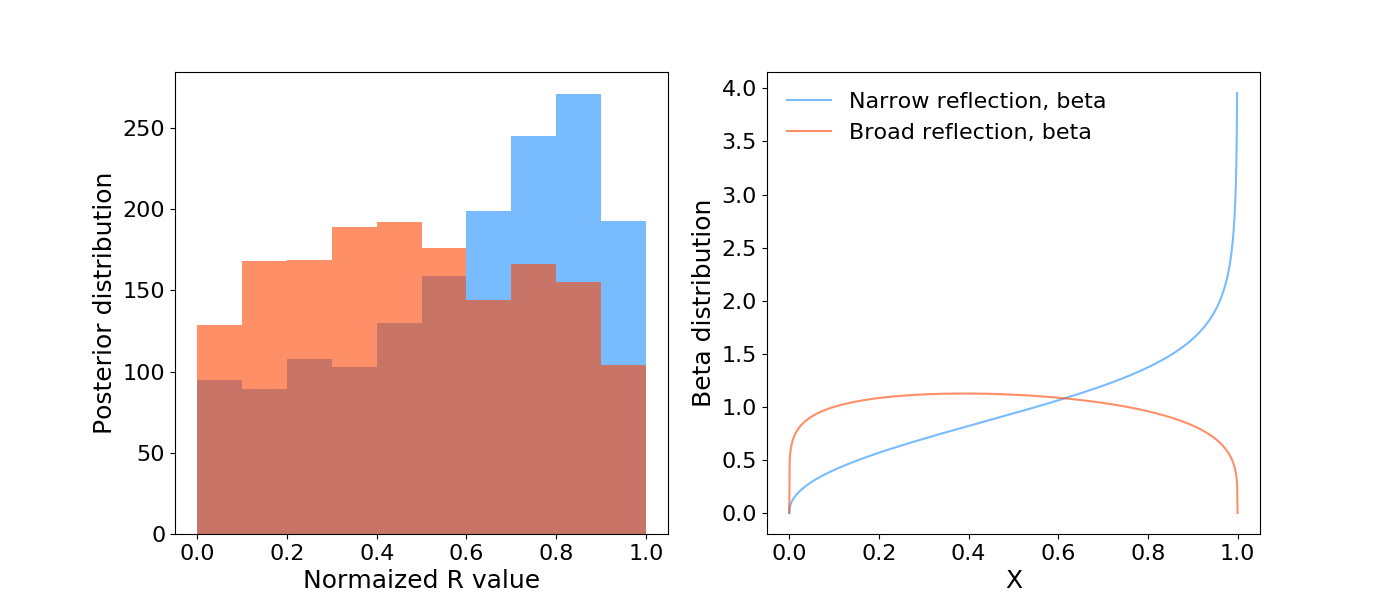 Posterior distribution
250
200
150
100
50
0
0.0 0.2 0.4 0.6 0.8 1.0
Normaized R value
Beta distribution
4.0
3.5
3.0
2.5
2.0
1.5
1.0
0.5
0.0
Narrow reflection, beta
Broad reflection, beta
0.0 0.2 0.4 0.6 0.8 1.0
X